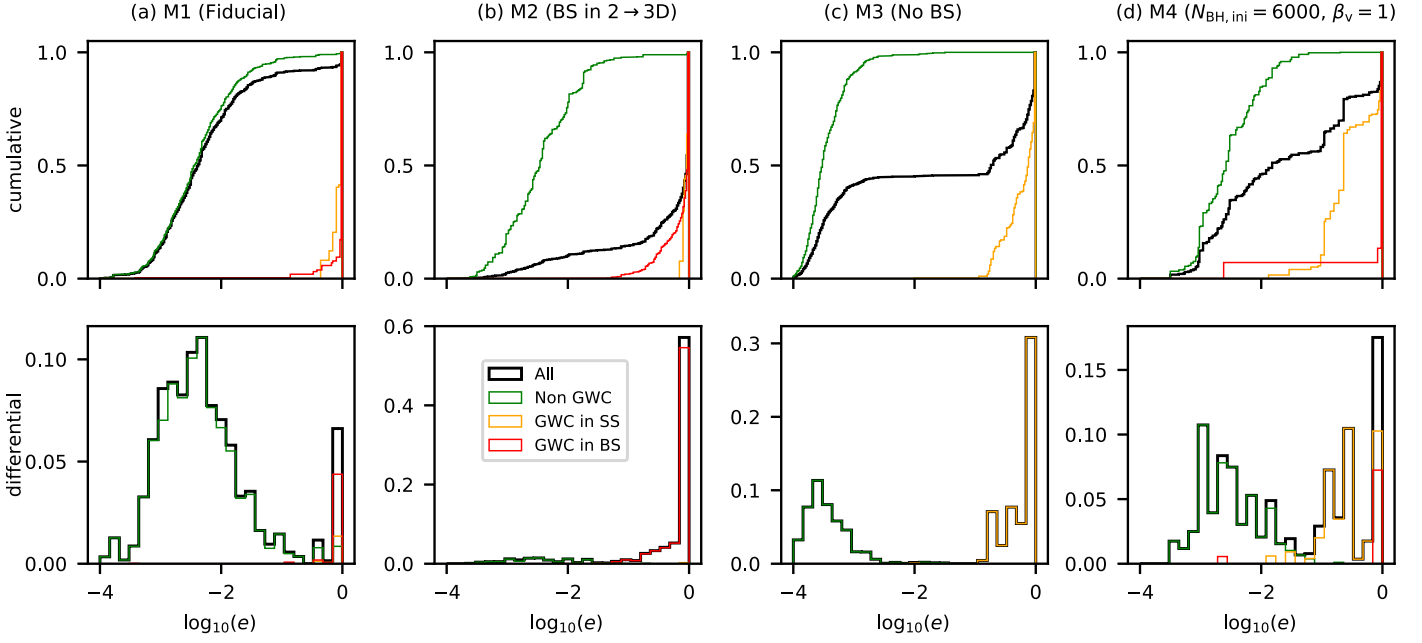 (a) M1 (Fiducial)
(b) M2 (BS in 2 → 3D)
(c) M3 (No BS)
(d) M4 (N_BH, ini = 6000, β_v = 1)
cumulative
1.0
0.5
0.0
1.0
0.5
0.0
1.0
0.5
0.0
1.0
0.5
0.0
−4
−2
0
−4
−2
0
−4
−2
0
−4
−2
0
differential
0.10
0.05
0.00
0.6
0.4
0.2
0.0
0.3
0.2
0.1
0.0
0.15
0.10
0.05
0.00
All
Non GWC
GWC in SS
GWC in BS
log₁₀(e)
log₁₀(e)
log₁₀(e)
log₁₀(e)